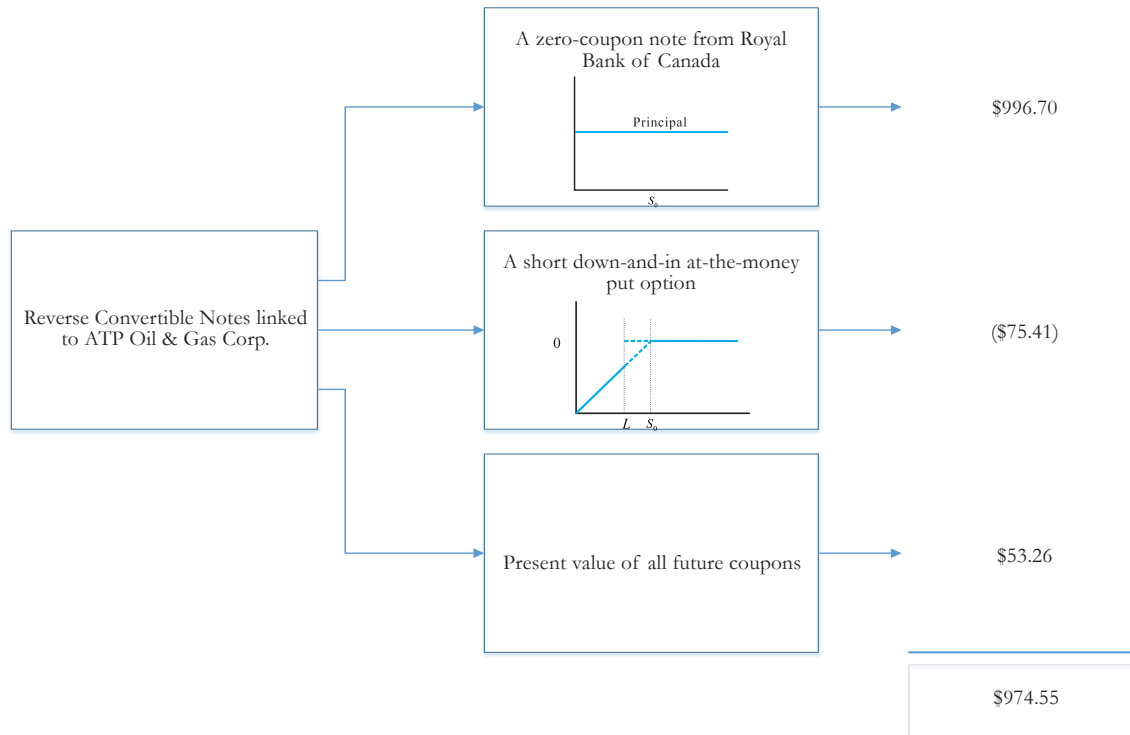 A zero-coupon note from Royal
Bank of Canada
Principal
S₀
$996.70
Reverse Convertible Notes linked
to ATP Oil & Gas Corp.
A short down-and-in at-the-money
put option
0
L S₀
($75.41)
Present value of all future coupons
$53.26
$974.55